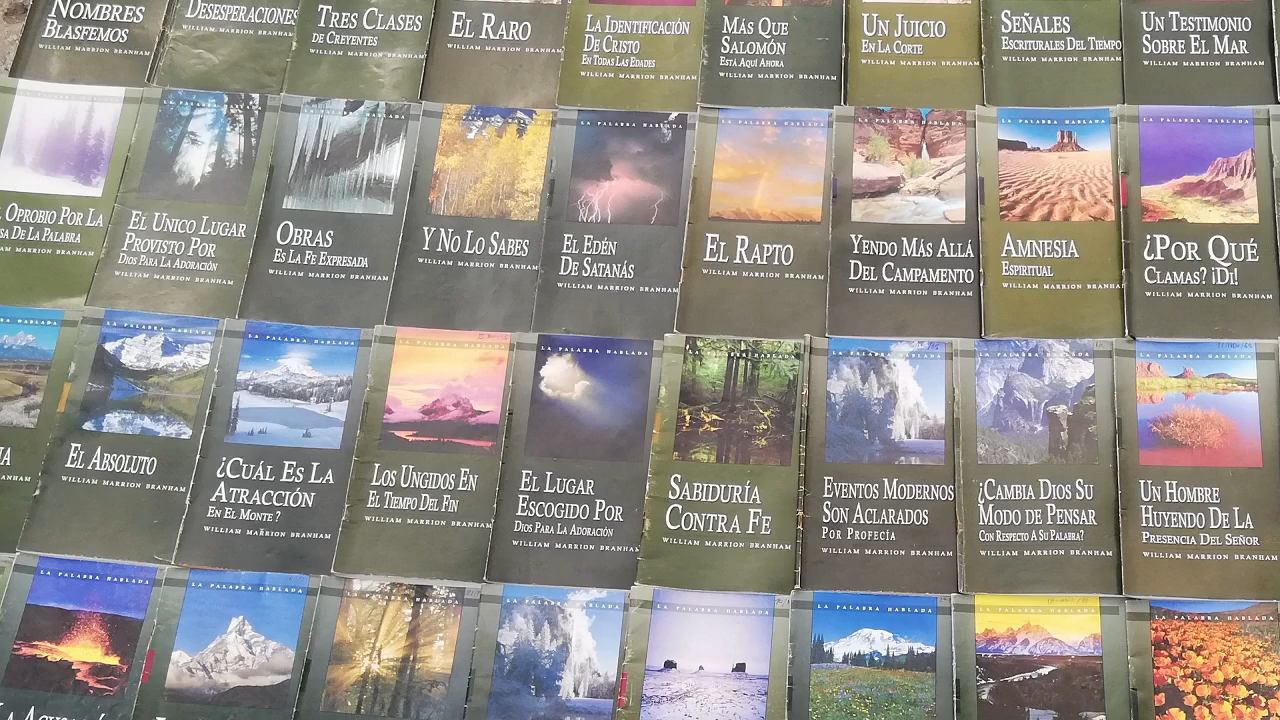 NOMBRES
BLASFEMOS
WILLIAM MARRION BRANHAM
DESESPERACIONES
WILLIAM MARRION BRANHAM
TRES CLASES
DE CREYENTES
WILLIAM MARRION BRANHAM
EL RARO
WILLIAM MARRION BRANHAM
LA IDENTIFICACIÓN
DE CRISTO
EN TODAS LAS EDADES
WILLIAM MARRION BRANHAM
MÁS QUE
SALOMÓN
ESTÁ AQUÍ AHORA
WILLIAM MARRION BRANHAM
UN JUICIO
EN LA CORTE
WILLIAM MARRION BRANHAM
SEÑALES
ESCRITURALES DEL TIEMPO
WILLIAM MARRION BRANHAM
UN TESTIMONIO
SOBRE EL MAR
WILLIAM MARRION BRANHAM
OPROBIO POR LA
SA DE LA PALABRA
WILLIAM MARRION BRANHAM
LA PALABRA HABLADA
EL UNICO LUGAR
PROVISTO POR
DIOS PARA LA ADORACIÓN
WILLIAM MARRION BRANHAM
LA PALABRA HABLADA
OBRAS
ES LA FE EXPRESADA
WILLIAM MARRION BRANHAM
LA PALABRA HABLADA
Y NO LO SABES
WILLIAM MARRION BRANHAM
LA PALABRA HABLADA
EL EDÉN
DE SATANÁS
WILLIAM MARRION BRANHAM
LA PALABRA HABLADA
EL RAPTO
WILLIAM MARRION BRANHAM
LA PALABRA HABLADA
YENDO MÁS ALLÁ
DEL CAMPAMENTO
WILLIAM MARRION BRANHAM
LA PALABRA HABLADA
AMNESIA
ESPIRITUAL
WILLIAM MARRION BRANHAM
LA PALABRA HABLADA
¿POR QUÉ
CLAMAS? ¡DI!
WILLIAM MARRION BRANHAM
LA PALABRA HABLADA
EL ABSOLUTO
WILLIAM MARRION BRANHAM
LA PALABRA HABLADA
¿CUÁL ES LA
ATRACCIÓN
EN EL MONTE?
WILLIAM MARRION BRANHAM
LA PALABRA HABLADA
LOS UNGIDOS EN
EL TIEMPO DEL FIN
WILLIAM MARRION BRANHAM
LA PALABRA HABLADA
EL LUGAR
ESCOGIDO POR
DIOS PARA LA ADORACIÓN
WILLIAM MARRION BRANHAM
LA PALABRA HABLADA
SABIDURÍA
CONTRA FE
WILLIAM MARRION BRANHAM
LA PALABRA HABLADA
EVENTOS MODERNOS
SON ACLARADOS
POR PROFECÍA
WILLIAM MARRION BRANHAM
LA PALABRA HABLADA
¿CAMBIA DIOS SU
MODO DE PENSAR
CON RESPECTO A SU PALABRA?
WILLIAM MARRION BRANHAM
LA PALABRA HABLADA
UN HOMBRE
HUYENDO DE LA
PRESENCIA DEL SEÑOR
WILLIAM MARRION BRANHAM
LA PALABRA HABLADA
LA PALABRA HABLADA
LA PALABRA HABLADA
LA PALABRA HABLADA
LA PALABRA HABLADA
LA PALABRA HABLADA
LA PALABRA HABLADA
LA PALABRA HABLADA